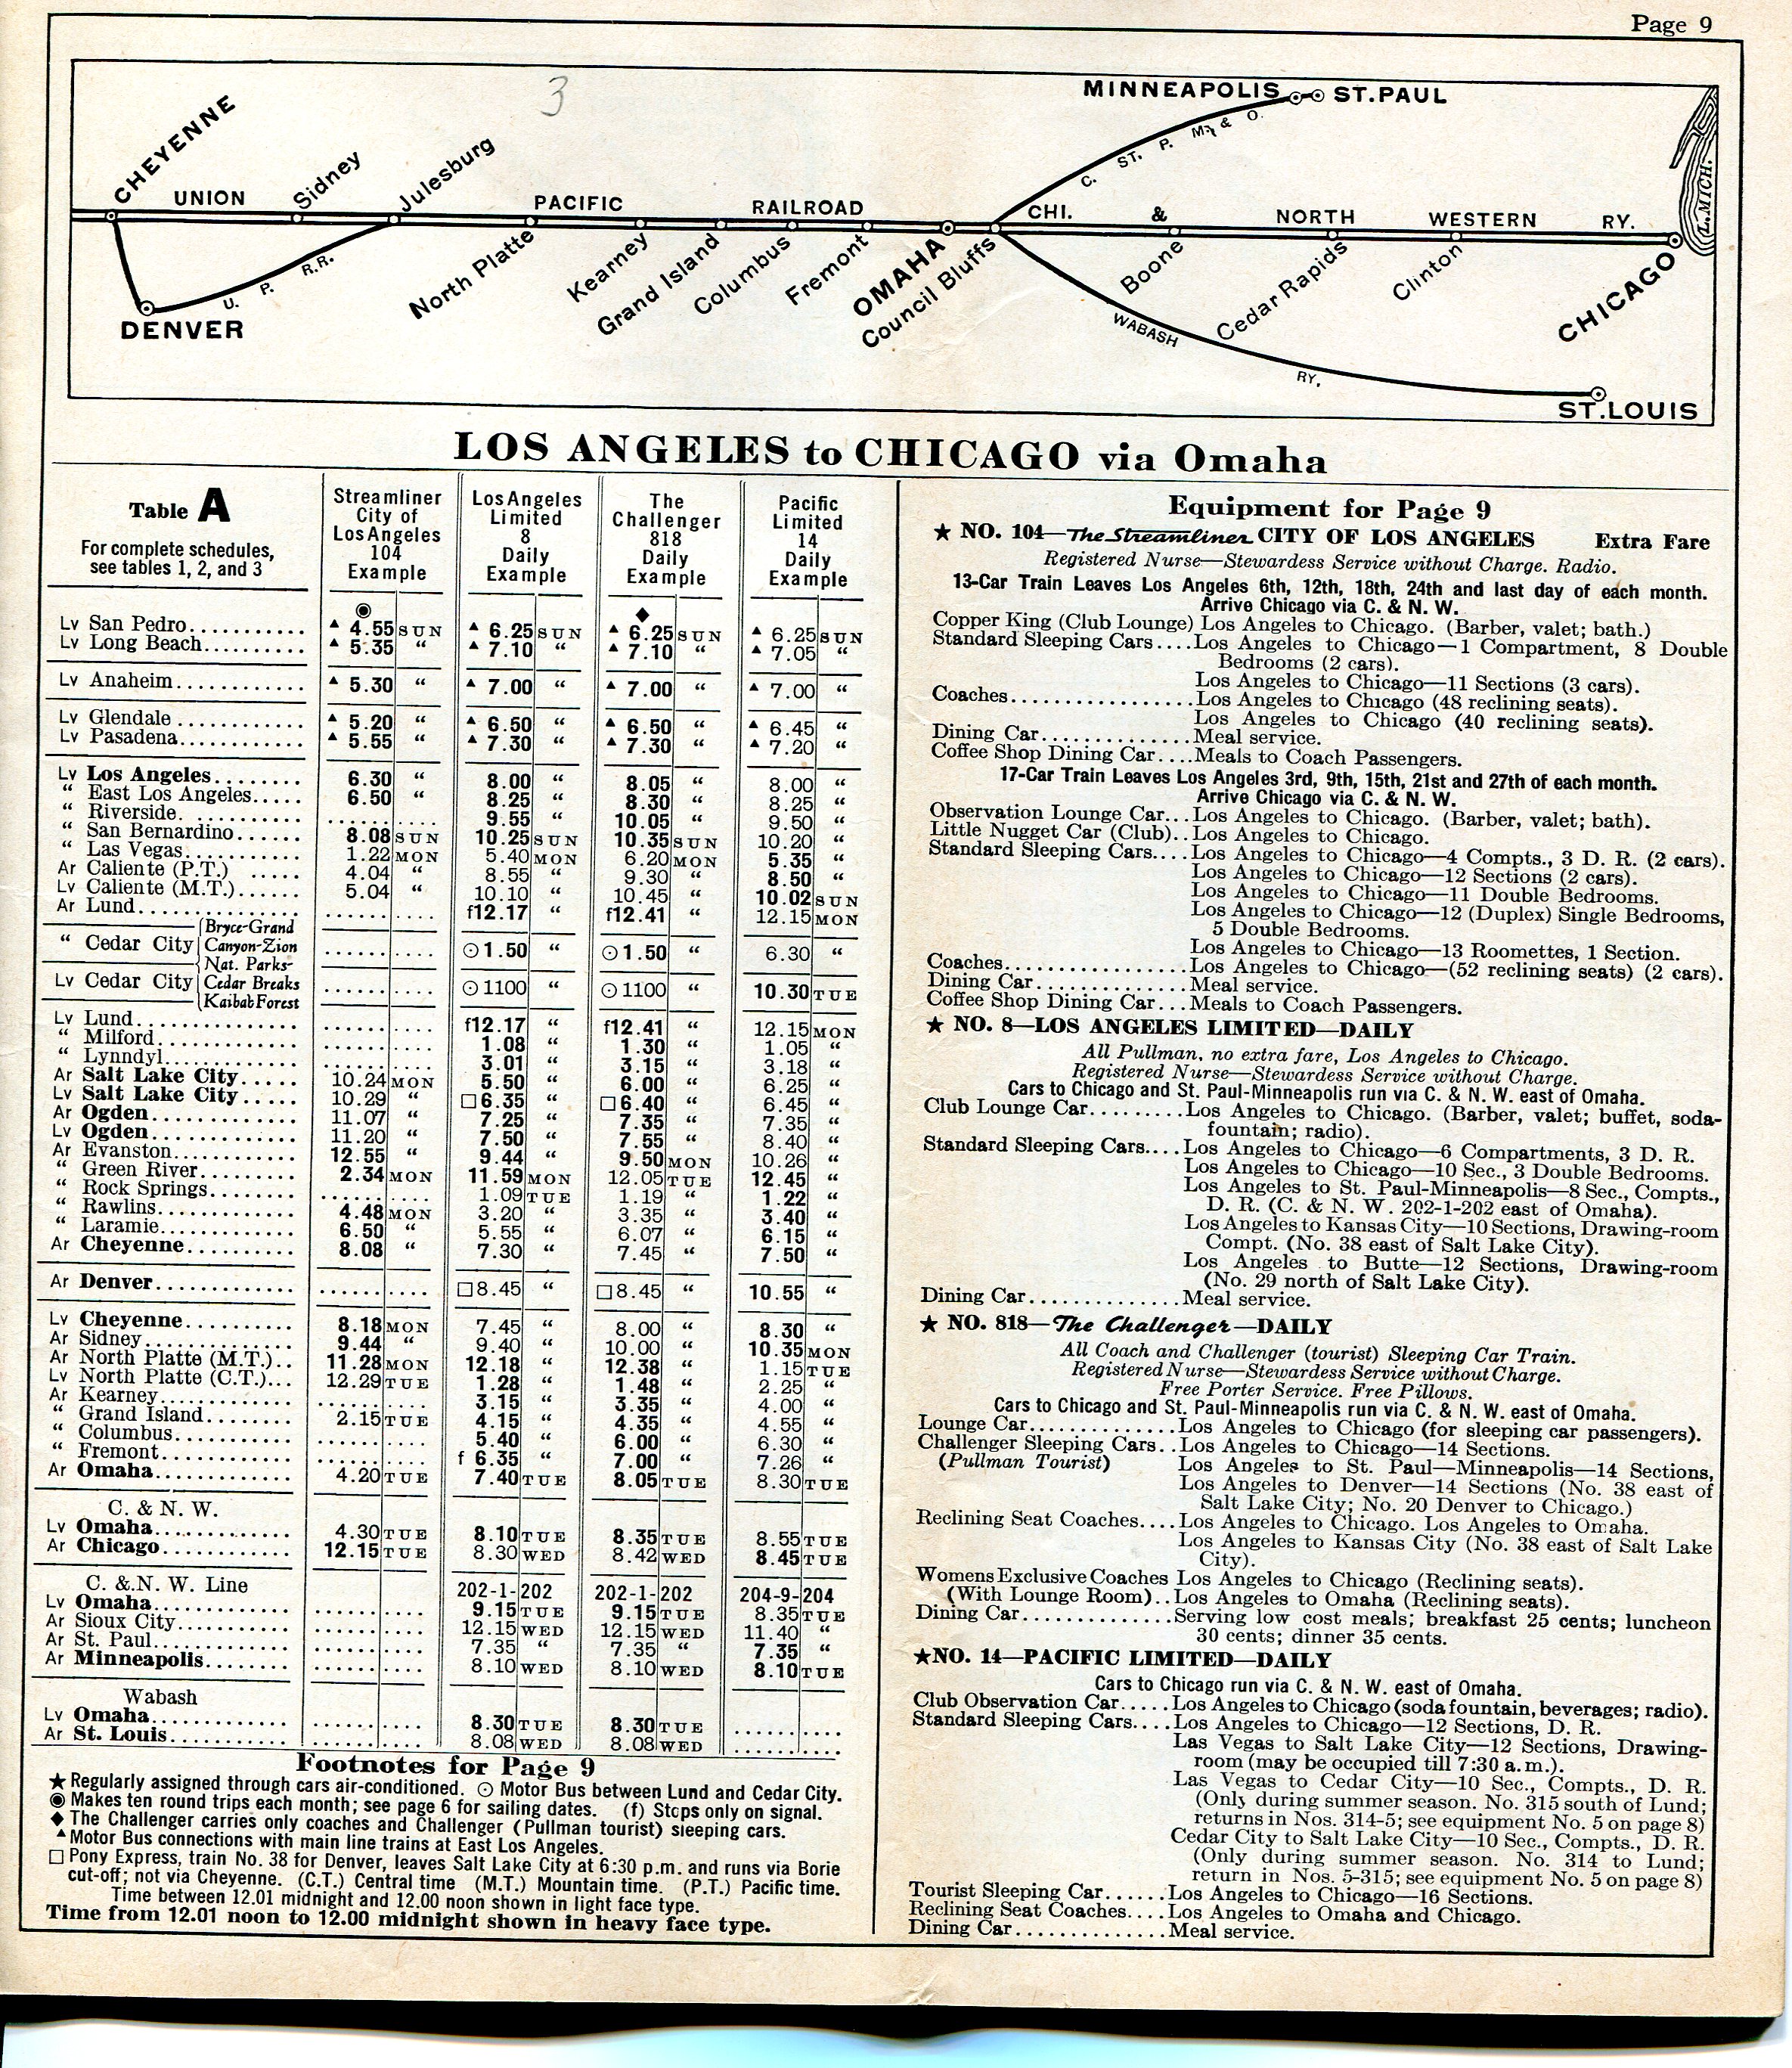 Page 9
3
MINNEAPOLIS ST. PAUL
C. ST. P. M. & O.
CHEYENNE
UNION
Sidney
Julesburg
PACIFIC
RAILROAD
CHI. & NORTH WESTERN RY.
L. MICH.
U. P. R.R.
DENVER
North Platte
Kearney
Grand Island
Columbus
Fremont
OMAHA
Council Bluffs
Boone
Cedar Rapids
Clinton
CHICAGO
WABASH RY.
ST. LOUIS
LOS ANGELES to CHICAGO via Omaha
Table A
For complete schedules,
see tables 1, 2, and 3
Streamliner
City of
Los Angeles
104
Example
Los Angeles
Limited
8
Daily
Example
The
Challenger
818
Daily
Example
Pacific
Limited
14
Daily
Example
◉ ◆
Lv San Pedro........... ▲ 4.55 SUN ▲ 6.25 SUN ▲ 6.25 SUN ▲ 6.25 SUN
Lv Long Beach.......... ▲ 5.35 “ ▲ 7.10 “ ▲ 7.10 “ ▲ 7.05 “
Lv Anaheim............ ▲ 5.30 “ ▲ 7.00 “ ▲ 7.00 “ ▲ 7.00 “
Lv Glendale ........... ▲ 5.20 “ ▲ 6.50 “ ▲ 6.50 “ ▲ 6.45 “
Lv Pasadena........... ▲ 5.55 “ ▲ 7.30 “ ▲ 7.30 “ ▲ 7.20 “
Lv Los Angeles........ 6.30 “ 8.00 “ 8.05 “ 8.00 “
“ East Los Angeles..... 6.50 “ 8.25 “ 8.30 “ 8.25 “
“ Riverside. .......... ........ 9.55 “ 10.05 “ 9.50 “
“ San Bernardino...... 8.08 SUN 10.25 SUN 10.35 SUN 10.20 “
“ Las Vegas........... 1.22 MON 5.40 MON 6.20 MON 5.35 “
Ar Caliente (P.T.) ..... 4.04 “ 8.55 “ 9.30 “ 8.50 “
Lv Caliente (M.T.)...... 5.04 “ 10.10 “ 10.45 “ 10.02 SUN
Ar Lund................ .......... f12.17 “ f12.41 “ 12.15 MON
Bryce-Grand
“ Cedar City Canyon-Zion .......... ⊙ 1.50 “ ⊙ 1.50 “ 6.30 “
Nat. Parks-
Lv Cedar City Cedar Breaks .......... ⊙ 1100 “ ⊙ 1100 “ 10.30 TUE
Kaibab Forest
Lv Lund............... .......... f12.17 “ f12.41 “ 12.15 MON
“ Milford............. .......... 1.08 “ 1.30 “ 1.05 “
“ Lynndyl............. .......... 3.01 “ 3.15 “ 3.18 “
Ar Salt Lake City..... 10.24 MON 5.50 “ 6.00 “ 6.25 “
Lv Salt Lake City..... 10.29 “ □ 6.35 “ □ 6.40 “ 6.45 “
Ar Ogden............. 11.07 “ 7.25 “ 7.35 “ 7.35 “
Lv Ogden............. 11.20 “ 7.50 “ 7.55 “ 8.40 “
Ar Evanston........... 12.55 “ 9.44 “ 9.50 MON 10.26 “
“ Green River......... 2.34 MON 11.59 MON 12.05 TUE 12.45 “
“ Rock Springs........ .......... 1.09 TUE 1.19 “ 1.22 “
“ Rawlins............. 4.48 MON 3.20 “ 3.35 “ 3.40 “
“ Laramie............. 6.50 “ 5.55 “ 6.07 “ 6.15 “
Ar Cheyenne.......... 8.08 “ 7.30 “ 7.45 “ 7.50 “
Ar Denver............. .......... □ 8.45 “ □ 8.45 “ 10.55 “
Lv Cheyenne.......... 8.18 MON 7.45 “ 8.00 “ 8.30 “
Ar Sidney............. 9.44 “ 9.40 “ 10.00 “ 10.35 MON
Ar North Platte (M.T.).. 11.28 MON 12.18 “ 12.38 “ 1.15 TUE
Lv North Platte (C.T.)... 12.29 TUE 1.28 “ 1.48 “ 2.25 “
Ar Kearney............. .......... 3.15 “ 3.35 “ 4.00 “
“ Grand Island........ 2.15 TUE 4.15 “ 4.35 “ 4.55 “
“ Columbus........... .......... 5.40 “ 6.00 “ 6.30 “
“ Fremont............. .......... f 6.35 “ 7.00 “ 7.26 “
Ar Omaha............. 4.20 TUE 7.40 TUE 8.05 TUE 8.30 TUE
C. & N. W.
Lv Omaha............. 4.30 TUE 8.10 TUE 8.35 TUE 8.55 TUE
Ar Chicago............ 12.15 TUE 8.30 WED 8.42 WED 8.45 TUE
C. & N. W. Line 202-1-202 202-1-202 204-9-204
Lv Omaha............. .......... 9.15 TUE 9.15 TUE 8.35 TUE
Ar Sioux City........... .......... 12.15 WED 12.15 WED 11.40 “
Ar St. Paul............. .......... 7.35 “ 7.35 “ 7.35 “
Ar Minneapolis........ .......... 8.10 WED 8.10 WED 8.10 TUE
Wabash
Lv Omaha............. .......... 8.30 TUE 8.30 TUE ..........
Ar St. Louis........... .......... 8.08 WED 8.08 WED ..........
Footnotes for Page 9
★ Regularly assigned through cars air-conditioned. ⊙ Motor Bus between Lund and Cedar City.
◉ Makes ten round trips each month; see page 6 for sailing dates. (f) Stops only on signal.
◆ The Challenger carries only coaches and Challenger (Pullman tourist) sleeping cars.
▲ Motor Bus connections with main line trains at East Los Angeles.
□ Pony Express, train No. 38 for Denver, leaves Salt Lake City at 6:30 p.m. and runs via Borie
cut-off; not via Cheyenne. (C.T.) Central time (M.T.) Mountain time. (P.T.) Pacific time.
Time between 12.01 midnight and 12.00 noon shown in light face type.
Time from 12.01 noon to 12.00 midnight shown in heavy face type.
Equipment for Page 9
★ NO. 104—The Streamliner CITY OF LOS ANGELES Extra Fare
Registered Nurse—Stewardess Service without Charge. Radio.
13-Car Train Leaves Los Angeles 6th, 12th, 18th, 24th and last day of each month.
Arrive Chicago via C. & N. W.
Copper King (Club Lounge) Los Angeles to Chicago. (Barber, valet; bath.)
Standard Sleeping Cars....Los Angeles to Chicago—1 Compartment, 8 Double
Bedrooms (2 cars).
Los Angeles to Chicago—11 Sections (3 cars).
Coaches.................Los Angeles to Chicago (48 reclining seats).
Los Angeles to Chicago (40 reclining seats).
Dining Car..............Meal service.
Coffee Shop Dining Car....Meals to Coach Passengers.
17-Car Train Leaves Los Angeles 3rd, 9th, 15th, 21st and 27th of each month.
Arrive Chicago via C. & N. W.
Observation Lounge Car...Los Angeles to Chicago. (Barber, valet; bath).
Little Nugget Car (Club)..Los Angeles to Chicago.
Standard Sleeping Cars....Los Angeles to Chicago—4 Compts., 3 D. R. (2 cars).
Los Angeles to Chicago—12 Sections (2 cars).
Los Angeles to Chicago—11 Double Bedrooms.
Los Angeles to Chicago—12 (Duplex) Single Bedrooms,
5 Double Bedrooms.
Los Angeles to Chicago—13 Roomettes, 1 Section.
Coaches.................Los Angeles to Chicago—(52 reclining seats) (2 cars).
Dining Car..............Meal service.
Coffee Shop Dining Car...Meals to Coach Passengers.
★ NO. 8—LOS ANGELES LIMITED—DAILY
All Pullman, no extra fare, Los Angeles to Chicago.
Registered Nurse—Stewardess Service without Charge.
Cars to Chicago and St. Paul-Minneapolis run via C. & N. W. east of Omaha.
Club Lounge Car.........Los Angeles to Chicago. (Barber, valet; buffet, soda-
fountain; radio).
Standard Sleeping Cars....Los Angeles to Chicago—6 Compartments, 3 D. R.
Los Angeles to Chicago—10 Sec., 3 Double Bedrooms.
Los Angeles to St. Paul-Minneapolis—8 Sec., Compts.,
D. R. (C. & N. W. 202-1-202 east of Omaha).
Los Angeles to Kansas City—10 Sections, Drawing-room
Compt. (No. 38 east of Salt Lake City).
Los Angeles to Butte—12 Sections, Drawing-room
(No. 29 north of Salt Lake City).
Dining Car..............Meal service.
★ NO. 818—The Challenger—DAILY
All Coach and Challenger (tourist) Sleeping Car Train.
Registered Nurse—Stewardess Service without Charge.
Free Porter Service. Free Pillows.
Cars to Chicago and St. Paul-Minneapolis run via C. & N. W. east of Omaha.
Lounge Car..............Los Angeles to Chicago (for sleeping car passengers).
Challenger Sleeping Cars..Los Angeles to Chicago—14 Sections.
(Pullman Tourist) Los Angeles to St. Paul—Minneapolis—14 Sections,
Los Angeles to Denver—14 Sections (No. 38 east of
Salt Lake City; No. 20 Denver to Chicago.)
Reclining Seat Coaches....Los Angeles to Chicago. Los Angeles to Omaha.
Los Angeles to Kansas City (No. 38 east of Salt Lake
City).
Womens Exclusive Coaches Los Angeles to Chicago (Reclining seats).
(With Lounge Room)..Los Angeles to Omaha (Reclining seats).
Dining Car..............Serving low cost meals; breakfast 25 cents; luncheon
30 cents; dinner 35 cents.
★NO. 14—PACIFIC LIMITED—DAILY
Cars to Chicago run via C. & N. W. east of Omaha.
Club Observation Car.....Los Angeles to Chicago (soda fountain, beverages; radio).
Standard Sleeping Cars....Los Angeles to Chicago—12 Sections, D. R.
Las Vegas to Salt Lake City—12 Sections, Drawing-
room (may be occupied till 7:30 a.m.).
Las Vegas to Cedar City—10 Sec., Compts., D. R.
(Only during summer season. No. 315 south of Lund;
returns in Nos. 314-5; see equipment No. 5 on page 8)
Cedar City to Salt Lake City—10 Sec., Compts., D. R.
(Only during summer season. No. 314 to Lund;
return in Nos. 5-315; see equipment No. 5 on page 8)
Tourist Sleeping Car......Los Angeles to Chicago—16 Sections.
Reclining Seat Coaches....Los Angeles to Omaha and Chicago.
Dining Car..............Meal service.